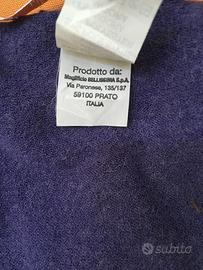 Prodotto da:
Maglificio BELLISSIMA S.p.A.
Via Paronese, 135/137
59100 PRATO
ITALIA
subito